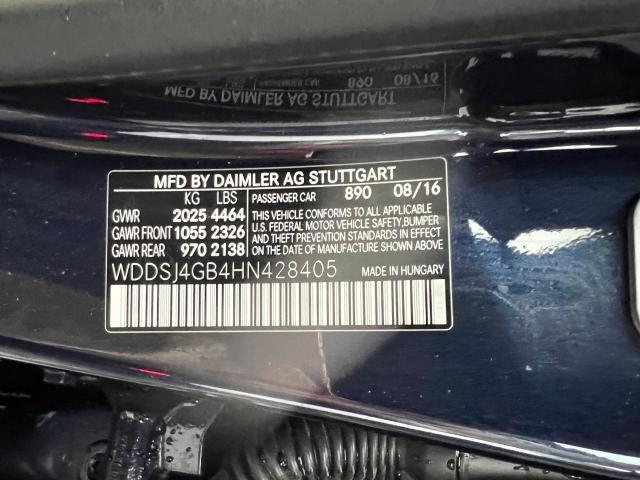 MFD BY DAIMLER AG STUTTGART
KG LBS PASSENGER CAR 890 08/16
GVWR 2025 4464 THIS VEHICLE CONFORMS TO ALL APPLICABLE
GAWR FRONT 1055 2326 U.S. FEDERAL MOTOR VEHICLE SAFETY,BUMPER
AND THEFT PREVENTION STANDARDS IN EFFECT
GAWR REAR 970 2138 ON THE DATE OF MANUFACTURE SHOWN ABOVE
WDDSJ4GB4HN428405 MADE IN HUNGARY